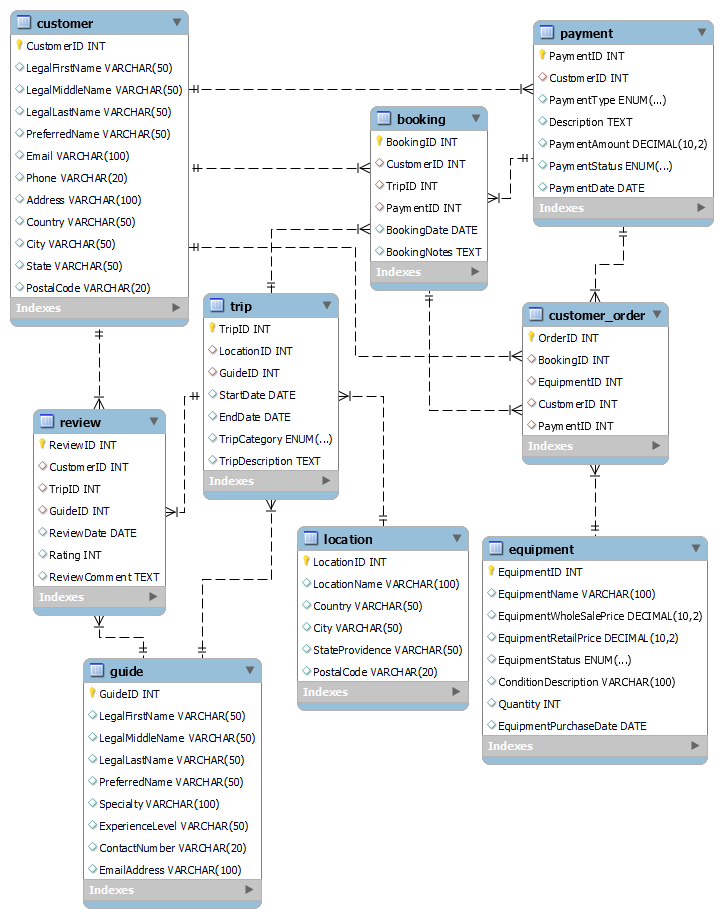 customer
CustomerID INT
LegalFirstName VARCHAR(50)
LegalMiddleName VARCHAR(50)
LegalLastName VARCHAR(50)
PreferredName VARCHAR(50)
Email VARCHAR(100)
Phone VARCHAR(20)
Address VARCHAR(100)
Country VARCHAR(50)
City VARCHAR(50)
State VARCHAR(50)
PostalCode VARCHAR(20)
Indexes
payment
PaymentID INT
CustomerID INT
PaymentType ENUM(...)
Description TEXT
PaymentAmount DECIMAL(10,2)
PaymentStatus ENUM(...)
PaymentDate DATE
Indexes
booking
BookingID INT
CustomerID INT
TripID INT
PaymentID INT
BookingDate DATE
BookingNotes TEXT
Indexes
trip
TripID INT
LocationID INT
GuideID INT
StartDate DATE
EndDate DATE
TripCategory ENUM(...)
TripDescription TEXT
Indexes
customer_order
OrderID INT
BookingID INT
EquipmentID INT
CustomerID INT
PaymentID INT
Indexes
review
ReviewID INT
CustomerID INT
TripID INT
GuideID INT
ReviewDate DATE
Rating INT
ReviewComment TEXT
Indexes
location
LocationID INT
LocationName VARCHAR(100)
Country VARCHAR(50)
City VARCHAR(50)
StateProvidence VARCHAR(50)
PostalCode VARCHAR(20)
Indexes
equipment
EquipmentID INT
EquipmentName VARCHAR(100)
EquipmentWholeSalePrice DECIMAL(10,2)
EquipmentRetailPrice DECIMAL(10,2)
EquipmentStatus ENUM(...)
ConditionDescription VARCHAR(100)
Quantity INT
EquipmentPurchaseDate DATE
Indexes
guide
GuideID INT
LegalFirstName VARCHAR(50)
LegalMiddleName VARCHAR(50)
LegalLastName VARCHAR(50)
PreferredName VARCHAR(50)
Specialty VARCHAR(100)
ExperienceLevel VARCHAR(50)
ContactNumber VARCHAR(20)
EmailAddress VARCHAR(100)
Indexes